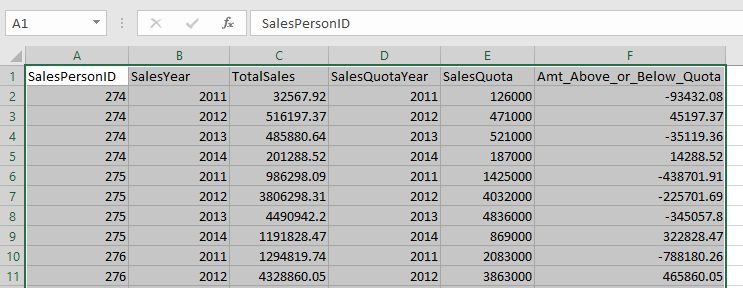 A1 fx SalesPersonID
A B C D E F
1 SalesPersonID SalesYear TotalSales SalesQuotaYear SalesQuota Amt_Above_or_Below_Quota
2 274 2011 32567.92 2011 126000 -93432.08
3 274 2012 516197.37 2012 471000 45197.37
4 274 2013 485880.64 2013 521000 -35119.36
5 274 2014 201288.52 2014 187000 14288.52
6 275 2011 986298.09 2011 1425000 -438701.91
7 275 2012 3806298.31 2012 4032000 -225701.69
8 275 2013 4490942.2 2013 4836000 -345057.8
9 275 2014 1191828.47 2014 869000 322828.47
10 276 2011 1294819.74 2011 2083000 -788180.26
11 276 2012 4328860.05 2012 3863000 465860.05